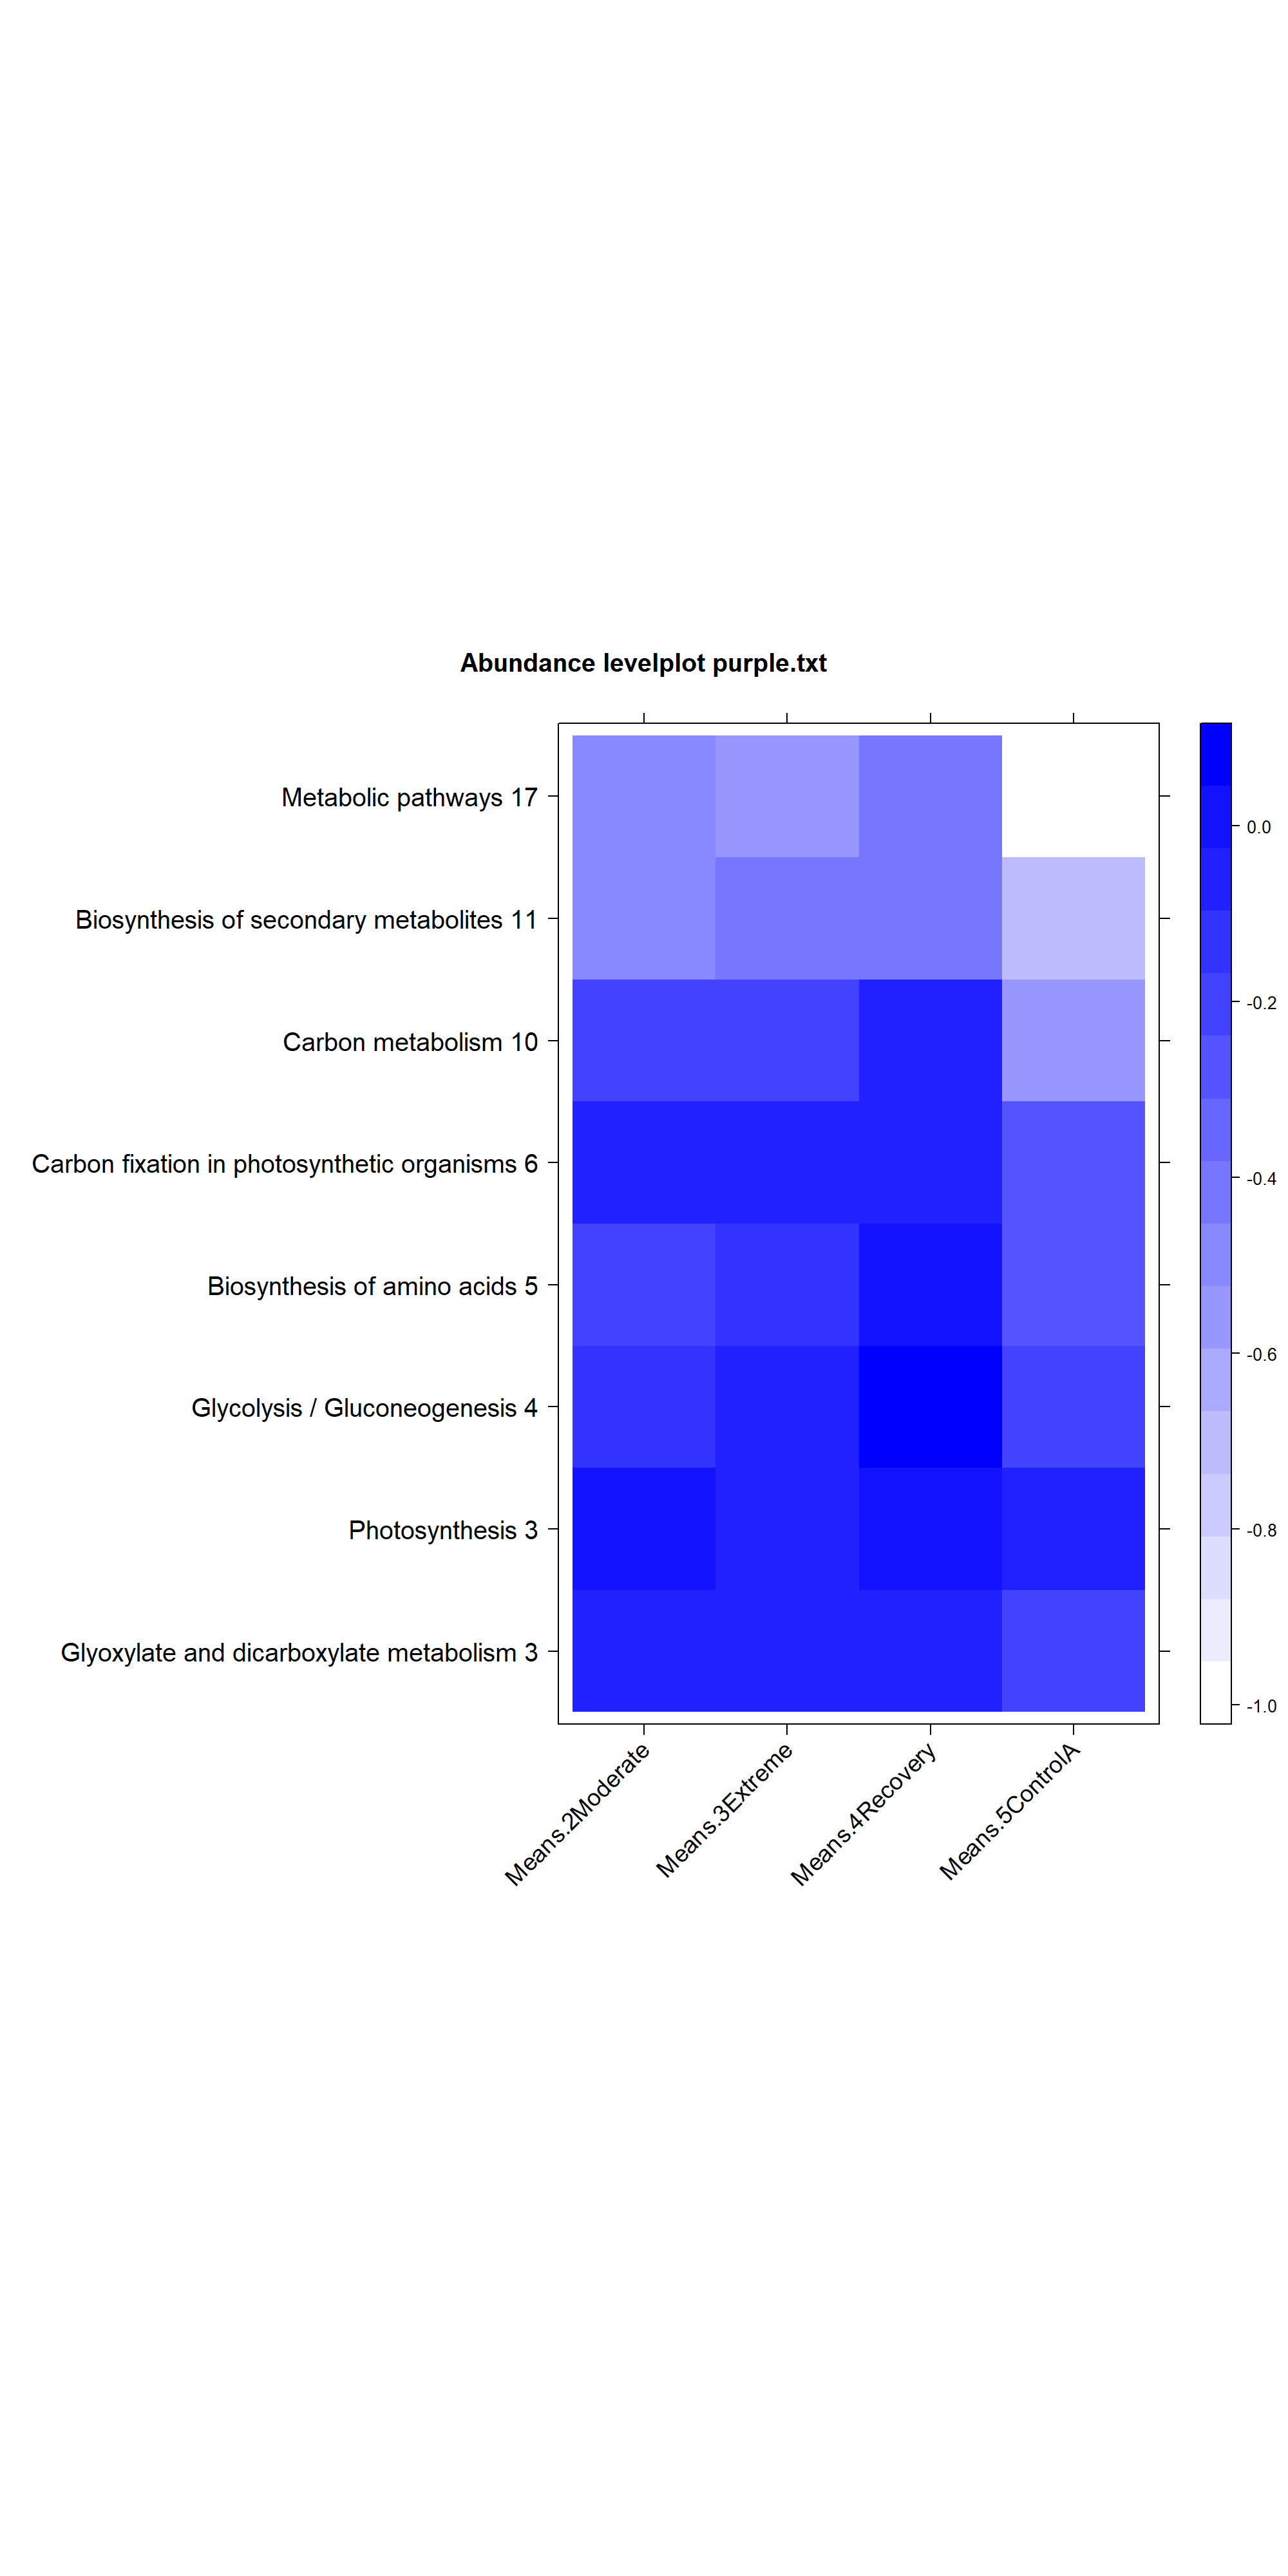 Abundance levelplot purple.txt
Metabolic pathways 17
Biosynthesis of secondary metabolites 11
Carbon metabolism 10
Carbon fixation in photosynthetic organisms 6
Biosynthesis of amino acids 5
Glycolysis / Gluconeogenesis 4
Photosynthesis 3
Glyoxylate and dicarboxylate metabolism 3
Means.2Moderate
Means.3Extreme
Means.4Recovery
Means.5ControlA
0.0
-0.2
-0.4
-0.6
-0.8
-1.0